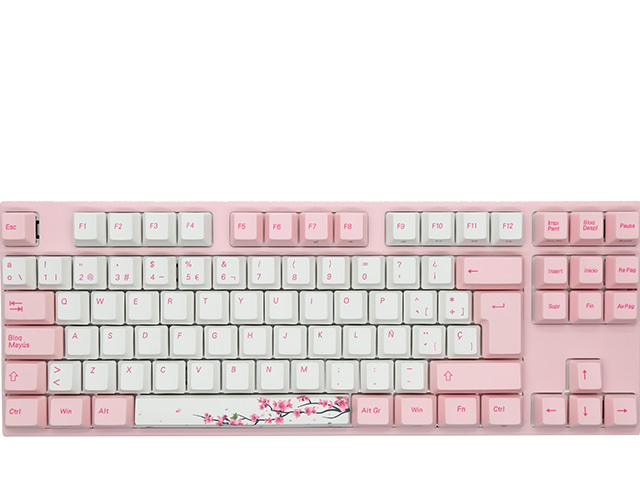 Esc F1 F2 F3 F4 F5 F6 F7 F8 F9 F10 F11 F12 Impr Pant Bloq Despl Pausa
! " · $ % & / ( ) = ? ¿
1 2@ 3# 4 5€ 6¬ 7 8 9 0 ' ¡ ← Insert Inicio Re Pág
Q W E R T Y U I O P ^ * Supr Fin Av Pág
` [ + ]
Bloq Mayús A S D F G H J K L Ñ Ç
⇧ > Z X C V B N M ; : _ ⇧ ↑
< , . -
Ctrl Win Alt Alt Gr Win Fn Ctrl ← ↓ →